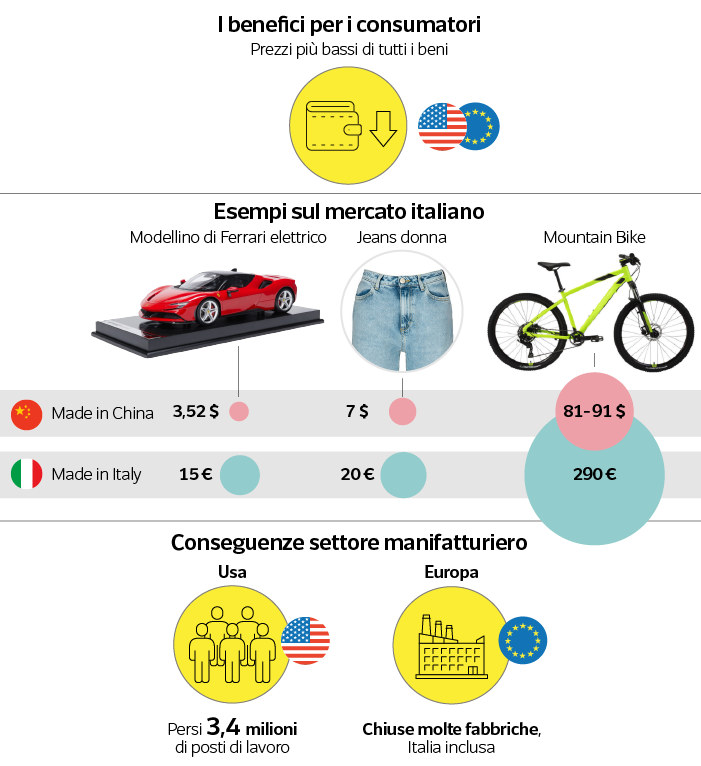 I benefici per i consumatori
Prezzi più bassi di tutti i beni
Esempi sul mercato italiano
Modellino di Ferrari elettrico
Jeans donna
Mountain Bike
Made in China
3,52 $
7 $
81-91 $
Made in Italy
15 €
20 €
290 €
Conseguenze settore manifatturiero
Usa
Europa
Persi 3,4 milioni
di posti di lavoro
Chiuse molte fabbriche,
Italia inclusa